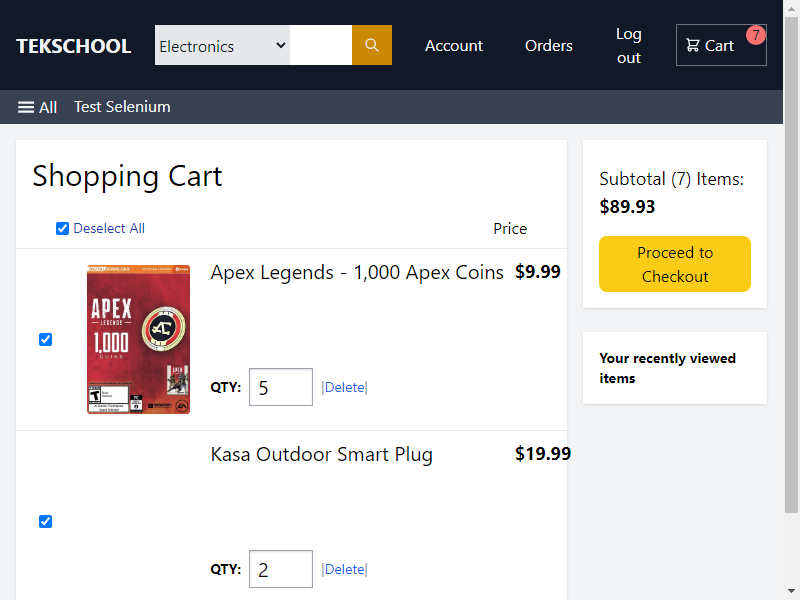 TEKSCHOOL
Electronics
Account
Orders
Log out
Cart
7
All
Test Selenium
Shopping Cart
Deselect All
Price
APEX
LEGENDS
1,000
COINS
Apex Legends - 1,000 Apex Coins
$9.99
QTY:
5
|Delete|
Kasa Outdoor Smart Plug
$19.99
QTY:
2
|Delete|
Subtotal (7) Items:
$89.93
Proceed to
Checkout
Your recently viewed
items